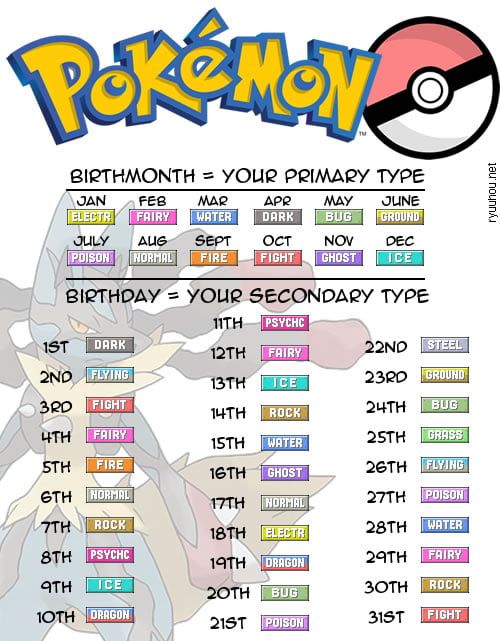 POKéMON
TM
ryuuhou.net
BIRTHMONTH = YOUR PRIMARY TYPE
JAN FEB MAR APR MAY JUNE
ELECTR FAIRY WATER DARK BUG GROUND
JULY AUG SEPT OCT NOV DEC
POISON NORMAL FIRE FIGHT GHOST ICE
BIRTHDAY = YOUR SECONDARY TYPE
1ST DARK
2ND FLYING
3RD FIGHT
4TH FAIRY
5TH FIRE
6TH NORMAL
7TH ROCK
8TH PSYCHC
9TH ICE
10TH DRAGON
11TH PSYCHC
12TH FAIRY
13TH ICE
14TH ROCK
15TH WATER
16TH GHOST
17TH NORMAL
18TH ELECTR
19TH DRAGON
20TH BUG
21ST POISON
22ND STEEL
23RD GROUND
24TH BUG
25TH GRASS
26TH FLYING
27TH POISON
28TH WATER
29TH FAIRY
30TH ROCK
31ST FIGHT